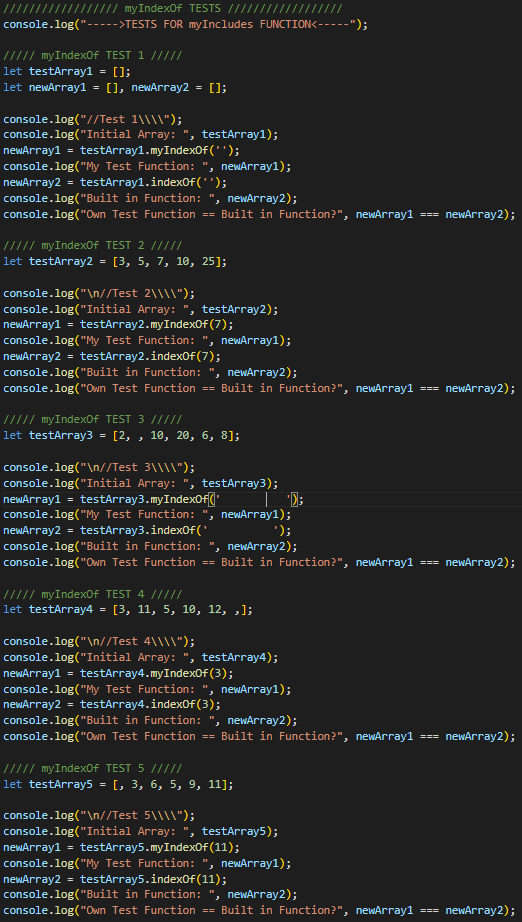 ////////////////// myIndexOf TESTS //////////////////
console.log("----->TESTS FOR myIncludes FUNCTION<-----");
///// myIndexOf TEST 1 /////
let testArray1 = [];
let newArray1 = [], newArray2 = [];
console.log("//Test 1\\\\");
console.log("Initial Array: ", testArray1);
newArray1 = testArray1.myIndexOf('');
console.log("My Test Function: ", newArray1);
newArray2 = testArray1.indexOf('');
console.log("Built in Function: ", newArray2);
console.log("Own Test Function == Built in Function?", newArray1 === newArray2);
///// myIndexOf TEST 2 /////
let testArray2 = [3, 5, 7, 10, 25];
console.log("\n//Test 2\\\\");
console.log("Initial Array: ", testArray2);
newArray1 = testArray2.myIndexOf(7);
console.log("My Test Function: ", newArray1);
newArray2 = testArray2.indexOf(7);
console.log("Built in Function: ", newArray2);
console.log("Own Test Function == Built in Function?", newArray1 === newArray2);
///// myIndexOf TEST 3 /////
let testArray3 = [2, , 10, 20, 6, 8];
console.log("\n//Test 3\\\\");
console.log("Initial Array: ", testArray3);
newArray1 = testArray3.myIndexOf('          ');
console.log("My Test Function: ", newArray1);
newArray2 = testArray3.indexOf('          ');
console.log("Built in Function: ", newArray2);
console.log("Own Test Function == Built in Function?", newArray1 === newArray2);
///// myIndexOf TEST 4 /////
let testArray4 = [3, 11, 5, 10, 12, ,];
console.log("\n//Test 4\\\\");
console.log("Initial Array: ", testArray4);
newArray1 = testArray4.myIndexOf(3);
console.log("My Test Function: ", newArray1);
newArray2 = testArray4.indexOf(3);
console.log("Built in Function: ", newArray2);
console.log("Own Test Function == Built in Function?", newArray1 === newArray2);
///// myIndexOf TEST 5 /////
let testArray5 = [, 3, 6, 5, 9, 11];
console.log("\n//Test 5\\\\");
console.log("Initial Array: ", testArray5);
newArray1 = testArray5.myIndexOf(11);
console.log("My Test Function: ", newArray1);
newArray2 = testArray5.indexOf(11);
console.log("Built in Function: ", newArray2);
console.log("Own Test Function == Built in Function?", newArray1 === newArray2);